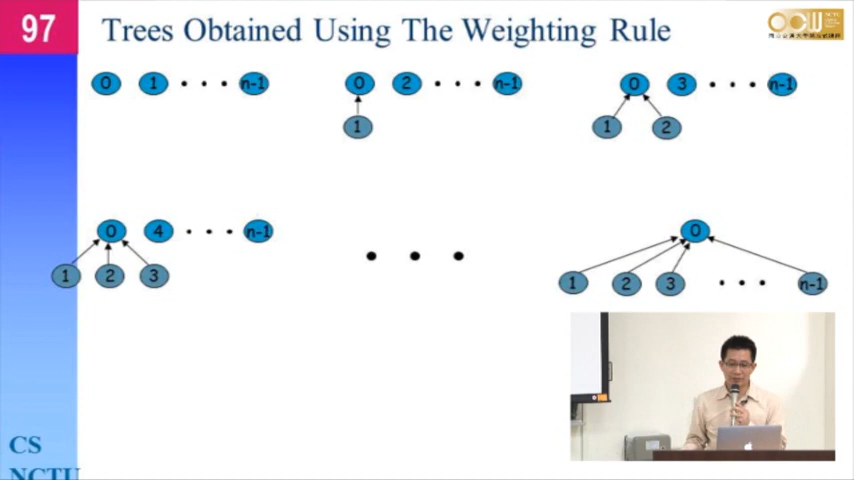 97
Trees Obtained Using The Weighting Rule
OCW
0 1 • • • n-1
0 2 • • • n-1
1
0 3 • • • n-1
1 2
0 4 • • • n-1
1 2 3
• • •
0
1 2 3 • • • n-1
CS
NCTU